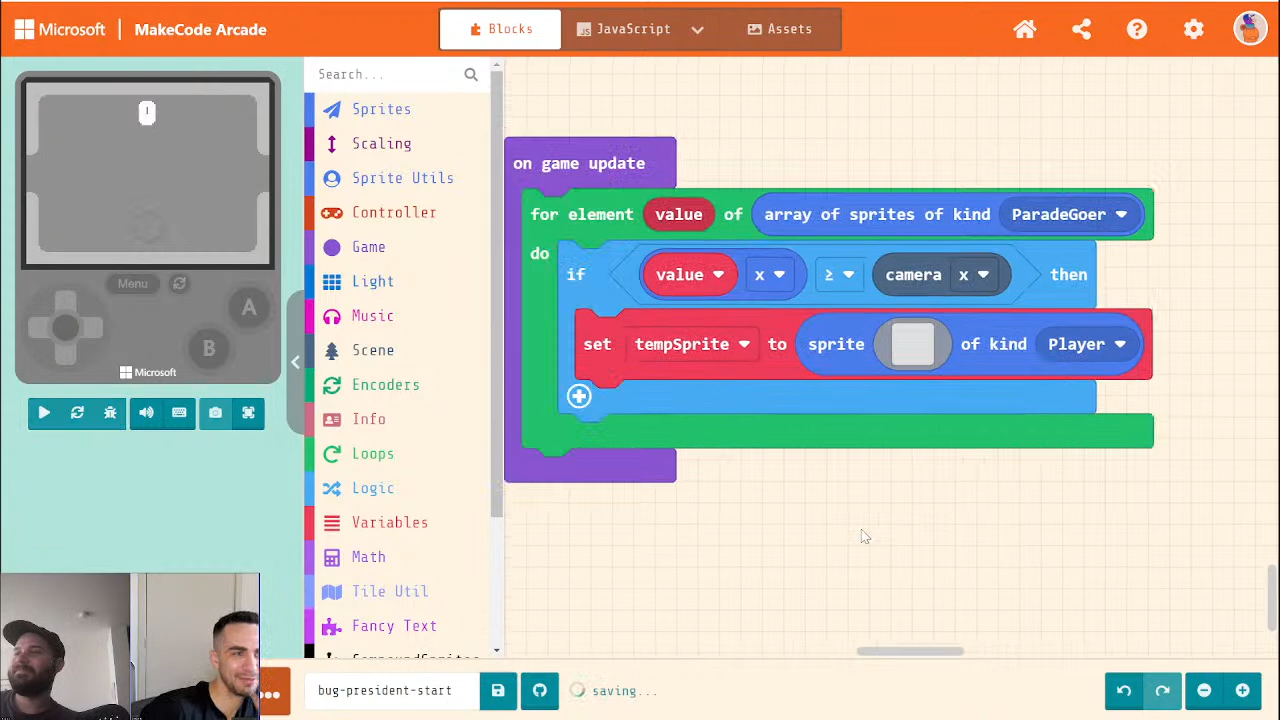 Microsoft | MakeCode Arcade
Blocks
JavaScript
Assets
Search...
Sprites
Scaling
Sprite Utils
Controller
Game
Light
Music
Scene
Encoders
Info
Loops
Logic
Variables
Math
Tile Util
Fancy Text
Menu
A
B
Microsoft
on game update
for element value of array of sprites of kind ParadeGoer
do
if value x ≥ camera x then
set tempSprite to sprite of kind Player
bug-president-start
saving...